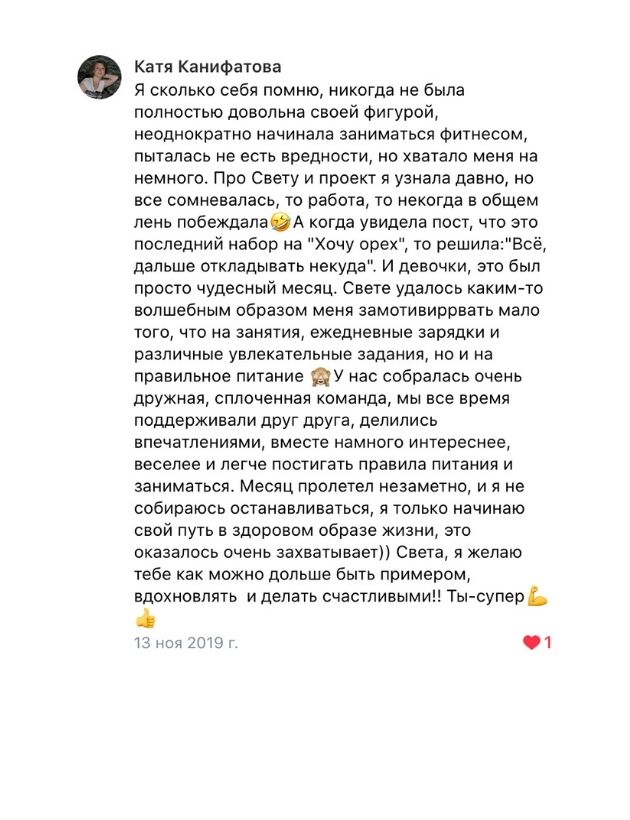 Катя Канифатова
Я сколько себя помню, никогда не была
полностью довольна своей фигурой,
неоднократно начинала заниматься фитнесом,
пыталась не есть вредности, но хватало меня на
немного. Про Свету и проект я узнала давно, но
все сомневалась, то работа, то некогда в общем
лень побеждала🤣А когда увидела пост, что это
последний набор на "Хочу орех", то решила:"Всё,
дальше откладывать некуда". И девочки, это был
просто чудесный месяц. Свете удалось каким-то
волшебным образом меня замотивиррвать мало
того, что на занятия, ежедневные зарядки и
различные увлекательные задания, но и на
правильное питание 🙈У нас собралась очень
дружная, сплоченная команда, мы все время
поддерживали друг друга, делились
впечатлениями, вместе намного интереснее,
веселее и легче постигать правила питания и
заниматься. Месяц пролетел незаметно, и я не
собираюсь останавливаться, я только начинаю
свой путь в здоровом образе жизни, это
оказалось очень захватывает)) Света, я желаю
тебе как можно дольше быть примером,
вдохновлять  и делать счастливыми!! Ты-супер💪
👍
13 ноя 2019 г. ❤1